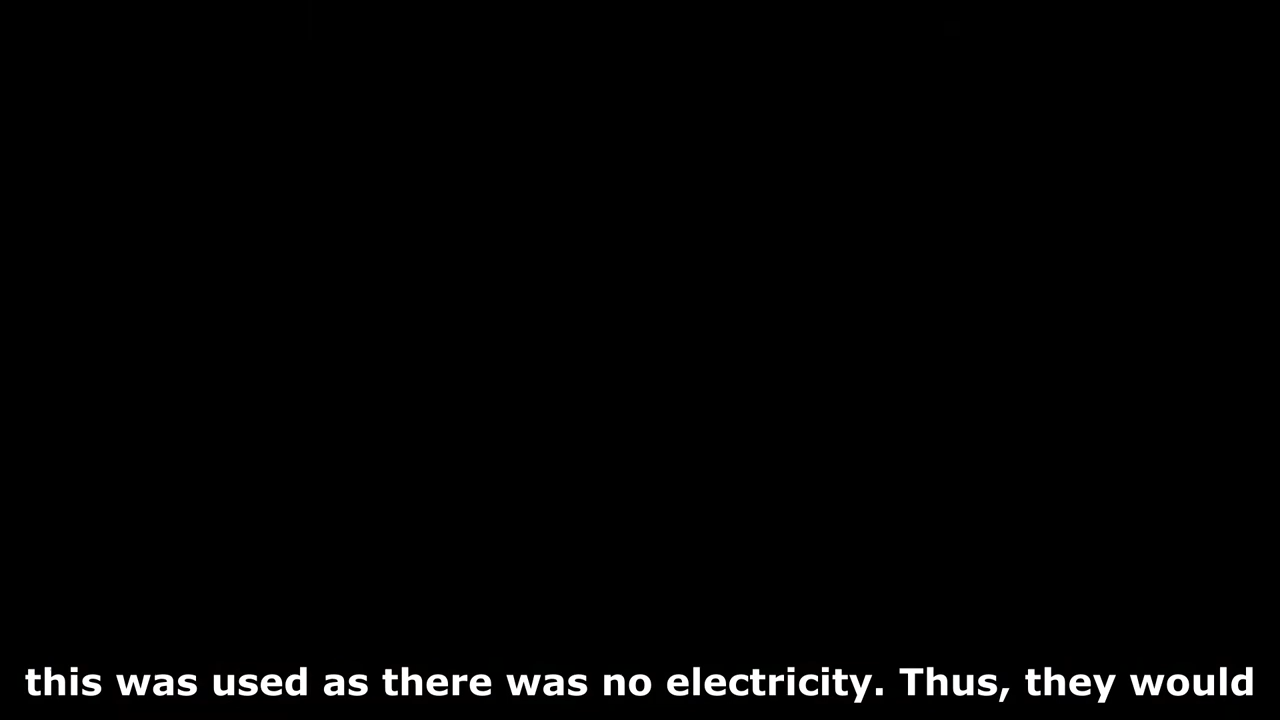 this was used as there was no electricity. Thus, they would